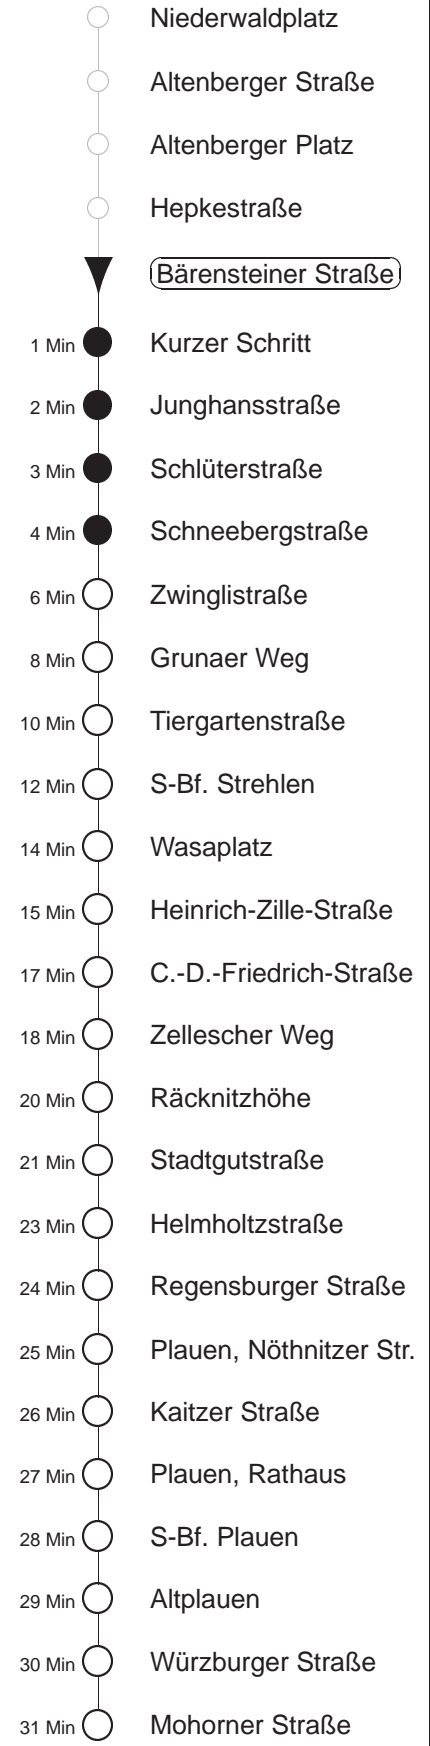 Niederwaldplatz
Altenberger Straße
Altenberger Platz
Hepkestraße
Bärensteiner Straße
1 Min Kurzer Schritt
2 Min Junghansstraße
3 Min Schlüterstraße
4 Min Schneebergstraße
6 Min Zwinglistraße
8 Min Grunaer Weg
10 Min Tiergartenstraße
12 Min S-Bf. Strehlen
14 Min Wasaplatz
15 Min Heinrich-Zille-Straße
17 Min C.-D.-Friedrich-Straße
18 Min Zellescher Weg
20 Min Räcknitzhöhe
21 Min Stadtgutstraße
23 Min Helmholtzstraße
24 Min Regensburger Straße
25 Min Plauen, Nöthnitzer Str.
26 Min Kaitzer Straße
27 Min Plauen, Rathaus
28 Min S-Bf. Plauen
29 Min Altplauen
30 Min Würzburger Straße
31 Min Mohorner Straße